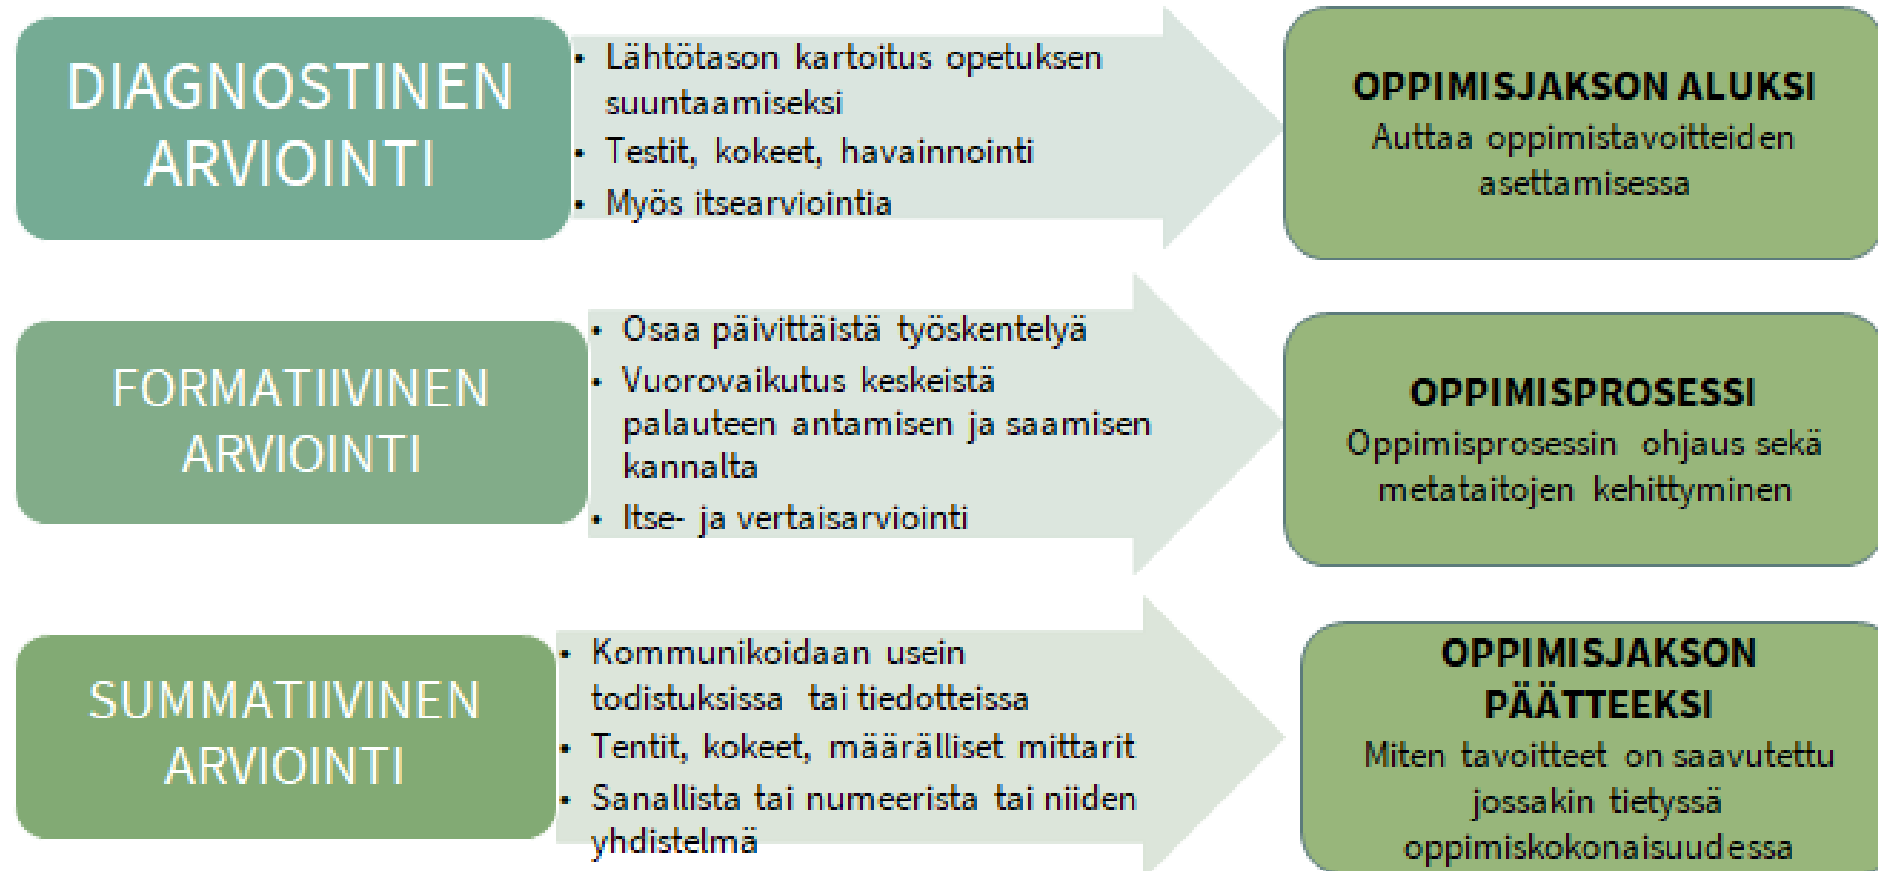 DIAGNOSTINEN
ARVIOINTI
• Lähtötason kartoitus opetuksen
suuntaamiseksi
• Testit, kokeet, havainnointi
• Myös itsearviointia
OPPIMISJAKSON ALUKSI
Auttaa oppimistavoitteiden
asettamisessa
FORMATIIVINEN
ARVIOINTI
• Osaa päivittäistä työskentelyä
• Vuorovaikutus keskeistä
palauteen antamisen ja saamisen
kannalta
• Itse- ja vertaisarviointi
OPPIMISPROSESSI
Oppimisprosessin ohjaus sekä
metataitojen kehittyminen
SUMMATIIVINEN
ARVIOINTI
• Kommunikoidaan usein
todistuksissa tai tiedotteissa
• Tentit, kokeet, määrälliset mittarit
• Sanallista tai numeerista tai niiden
yhdistelmä
OPPIMISJAKSON
PÄÄTTEEKSI
Miten tavoitteet on saavutettu
jossakin tietyssä
oppimiskokonaisuudessa